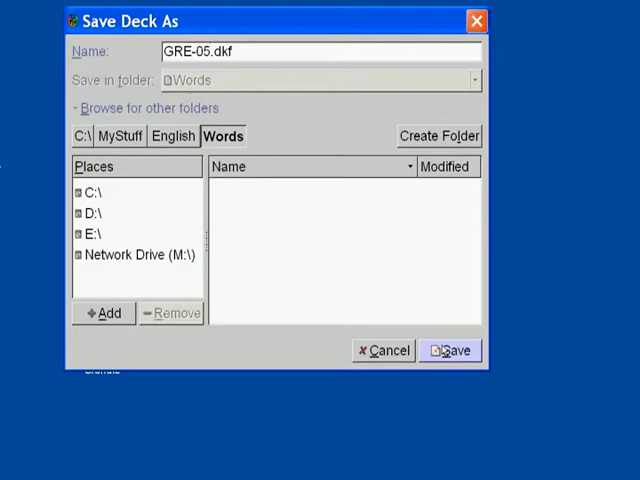 Save Deck As
Name: GRE-05.dkf
Save in folder: Words
Browse for other folders
C:\ MyStuff English Words Create Folder
Places Name Modified
C:\
D:\
E:\
Network Drive (M:\)
Add Remove
Cancel Save